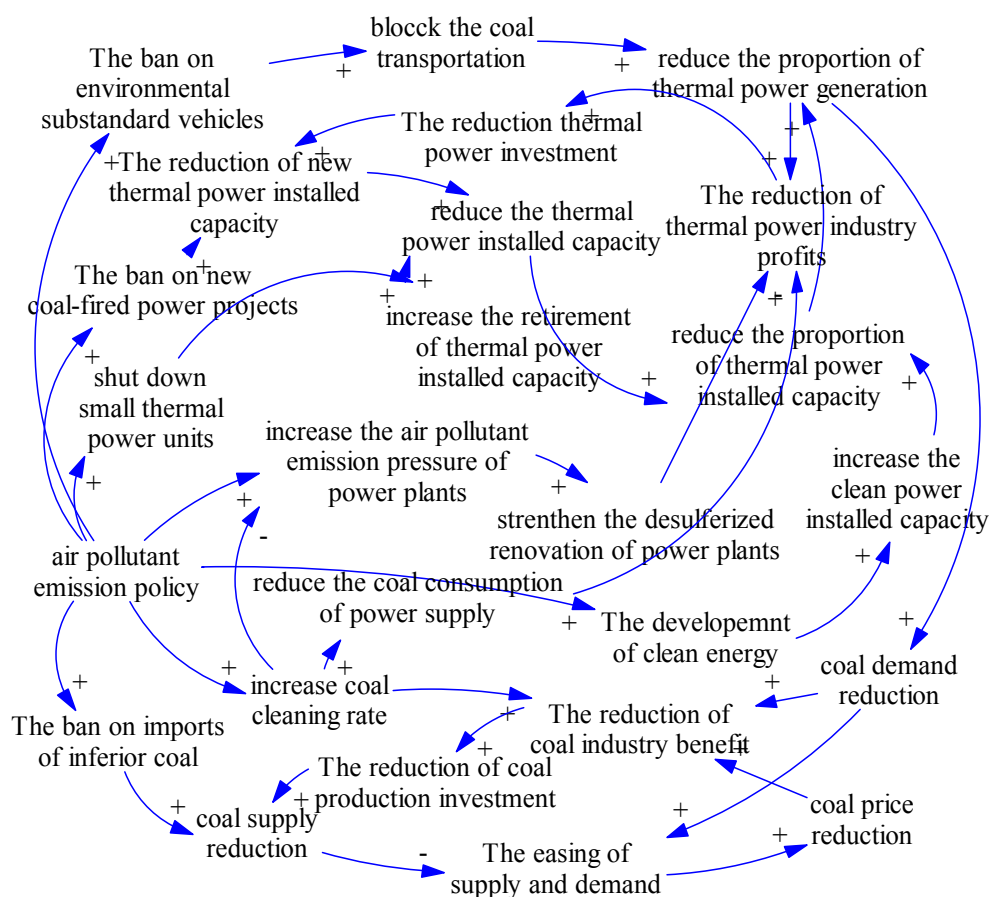 blocck the coal
transportation
The ban on
environmental
substandard vehicles
reduce the proportion of
thermal power generation
The reduction thermal
power investment
The reduction of new
thermal power installed
capacity
reduce the thermal
power installed capacity
The reduction of
thermal power industry
profits
The ban on new
coal-fired power projects
increase the retirement
of thermal power
installed capacity
reduce the proportion
of thermal power
installed capacity
shut down
small thermal
power units
increase the air pollutant
emission pressure of
power plants
increase the
clean power
installed capacity
strenthen the desulferized
renovation of power plants
air pollutant
emission policy
reduce the coal consumption
of power supply
The developemnt
of clean energy
coal demand
reduction
increase coal
cleaning rate
The ban on imports
of inferior coal
The reduction of
coal industry benefit
The reduction of coal
production investment
coal price
reduction
coal supply
reduction
The easing of
supply and demand